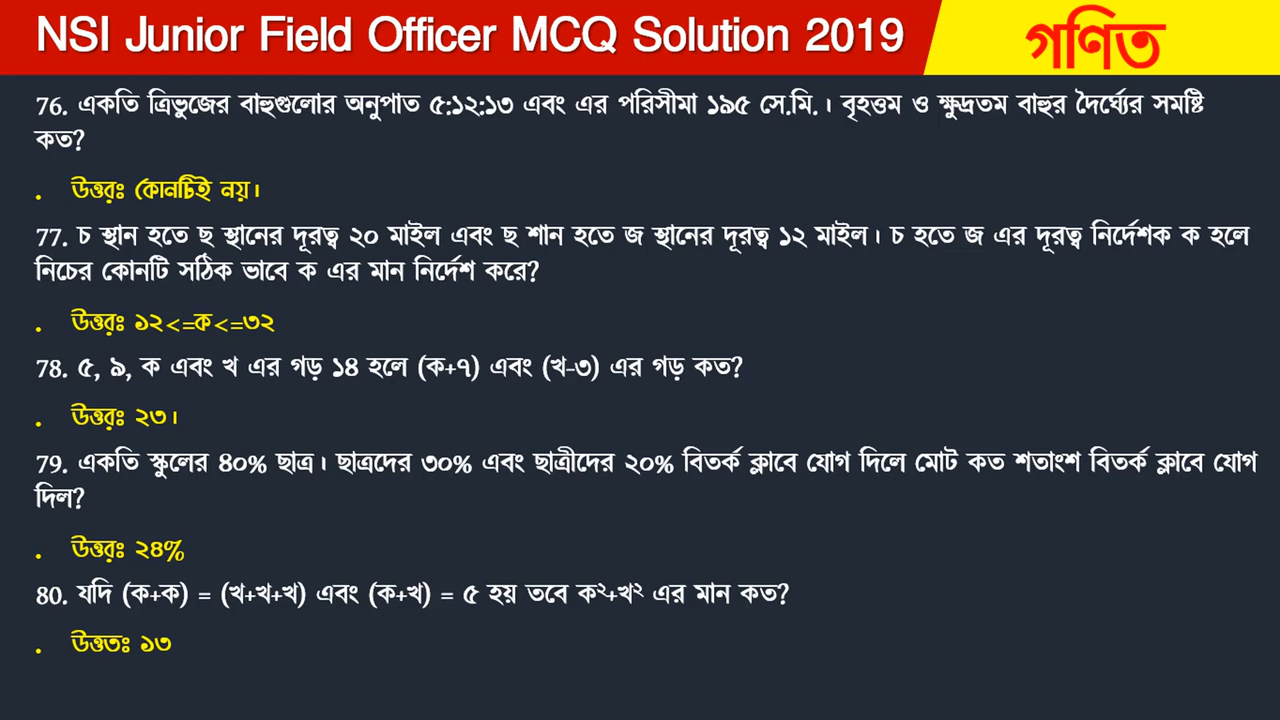 NSI Junior Field Officer MCQ Solution 2019
গণিত
76. একতি ত্রিভুজের বাহুগুলোর অনুপাত ৫:১২:১৩ এবং এর পরিসীমা ১৯৫ সে.মি.। বৃহত্তম ও ক্ষুদ্রতম বাহুর দৈর্ঘ্যের সমষ্টি
কত?
. উত্তরঃ কোনটিই নয়।
77. চ স্থান হতে ছ স্থানের দূরত্ব ২০ মাইল এবং ছ শান হতে জ স্থানের দূরত্ব ১২ মাইল। চ হতে জ এর দূরত্ব নির্দেশক ক হলে
নিচের কোনটি সঠিক ভাবে ক এর মান নির্দেশ করে?
. উত্তরঃ ১২<=ক<=৩২
78. ৫, ৯, ক এবং খ এর গড় ১৪ হলে (ক+৭) এবং (খ-৩) এর গড় কত?
. উত্তরঃ ২৩।
79. একতি স্কুলের ৪০% ছাত্র। ছাত্রদের ৩০% এবং ছাত্রীদের ২০% বিতর্ক ক্লাবে যোগ দিলে মোট কত শতাংশ বিতর্ক ক্লাবে যোগ
দিল?
. উত্তরঃ ২৪%
80. যদি (ক+ক) = (খ+খ+খ) এবং (ক+খ) = ৫ হয় তবে ক²+খ² এর মান কত?
. উত্ততঃ ১৩